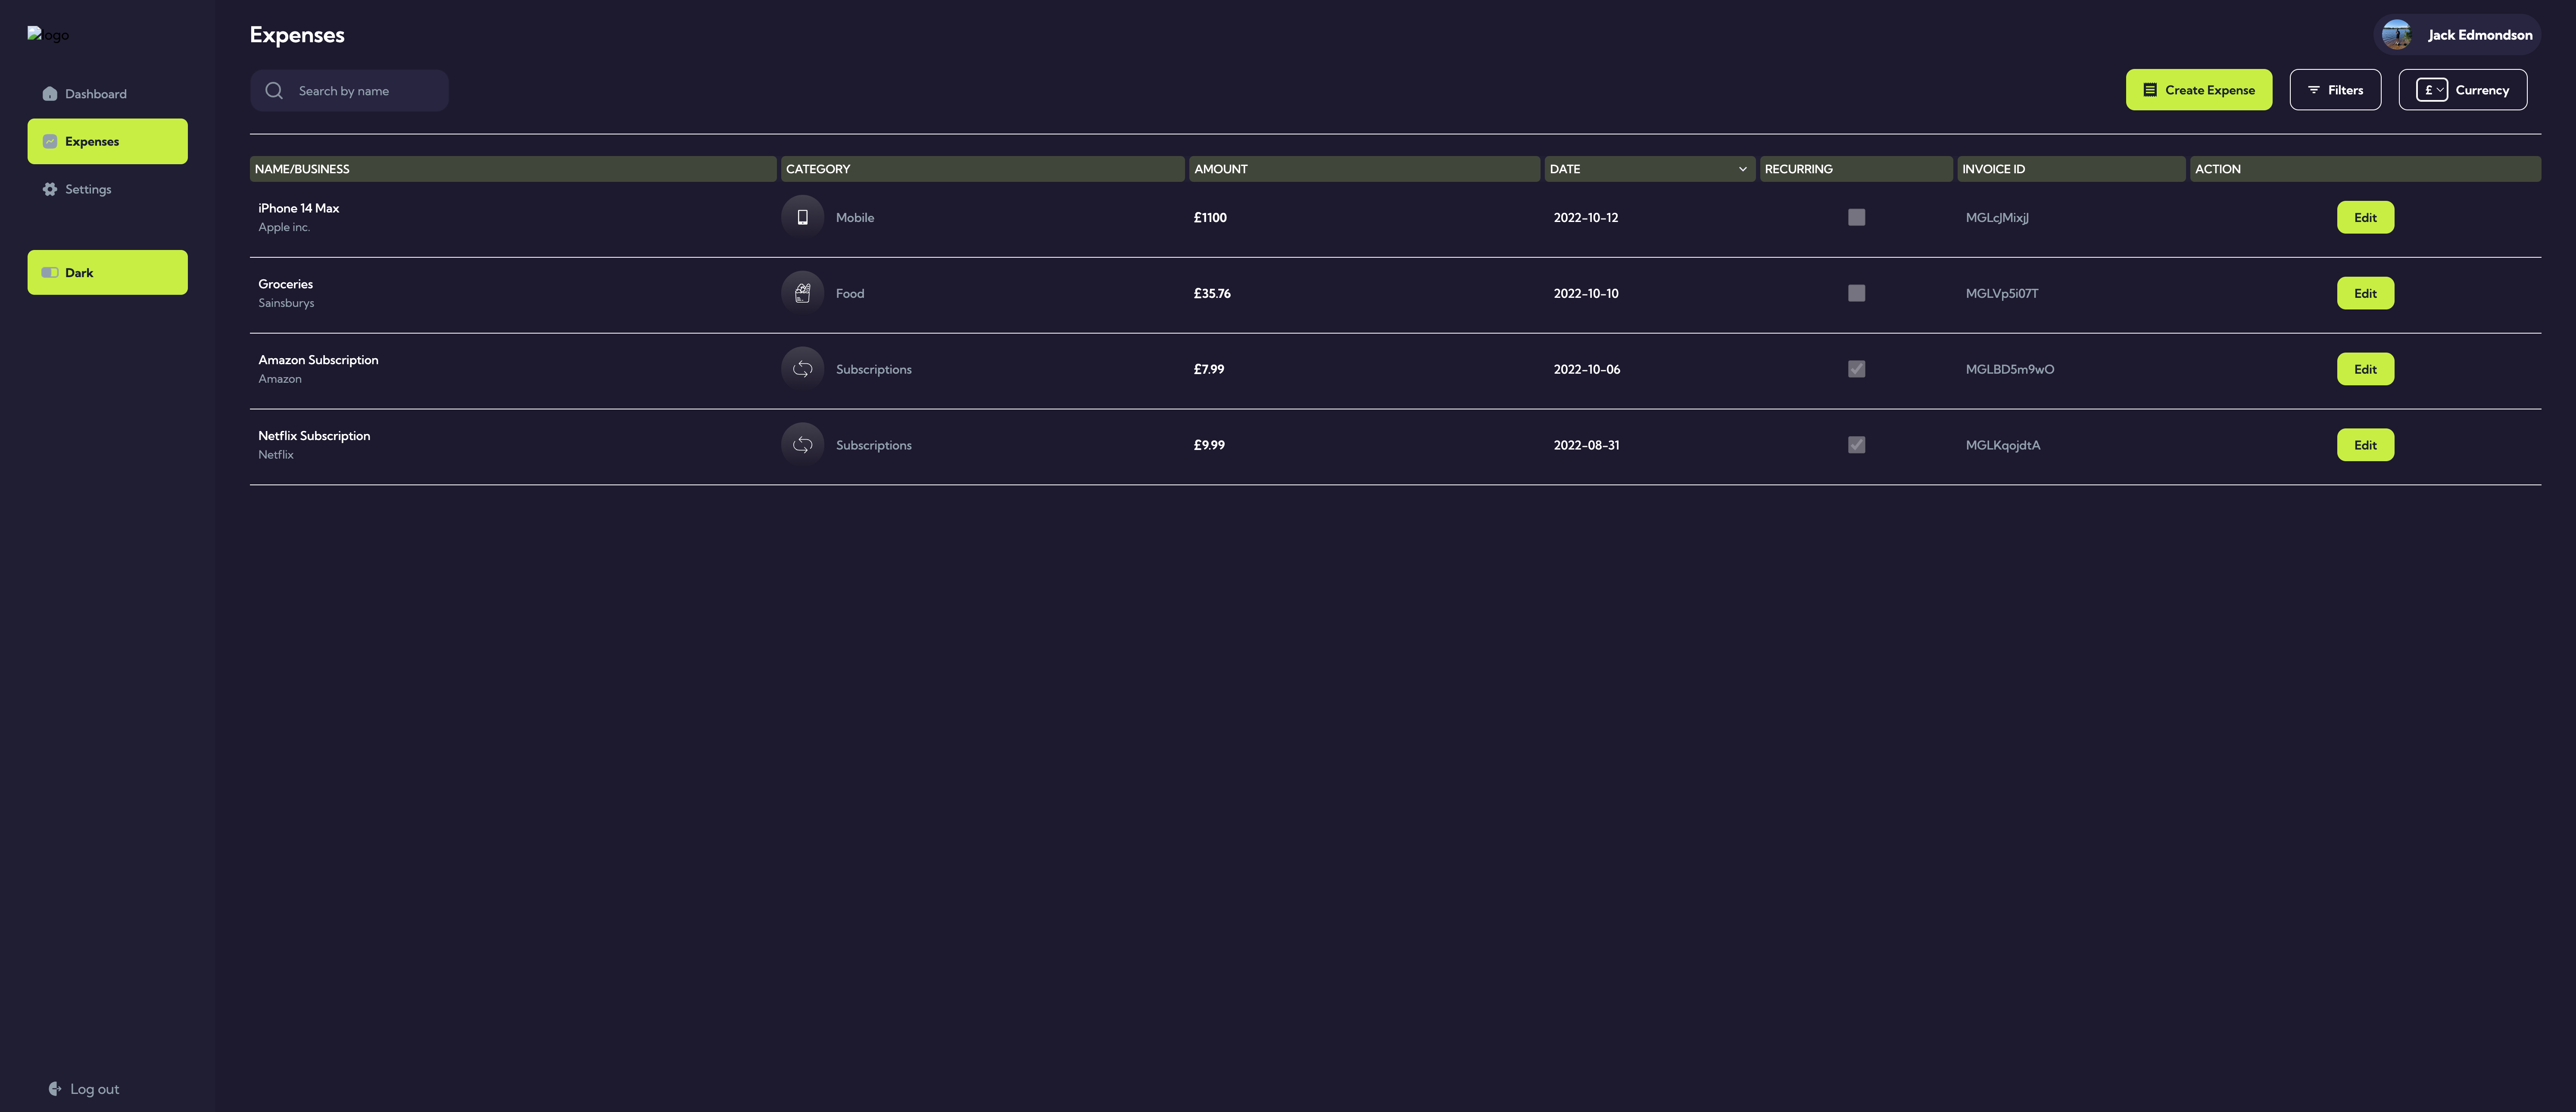 logo
Dashboard
Expenses
Settings
Dark
Log out
Expenses
Jack Edmondson
Search by name
Create Expense
Filters
£ Currency
NAME/BUSINESS CATEGORY AMOUNT DATE RECURRING INVOICE ID ACTION
iPhone 14 Max
Apple inc.
Mobile £1100 2022-10-12 MGLcJMixjJ Edit
Groceries
Sainsburys
Food £35.76 2022-10-10 MGLVp5i07T Edit
Amazon Subscription
Amazon
Subscriptions £7.99 2022-10-06 MGLBD5m9wO Edit
Netflix Subscription
Netflix
Subscriptions £9.99 2022-08-31 MGLKqojdtA Edit